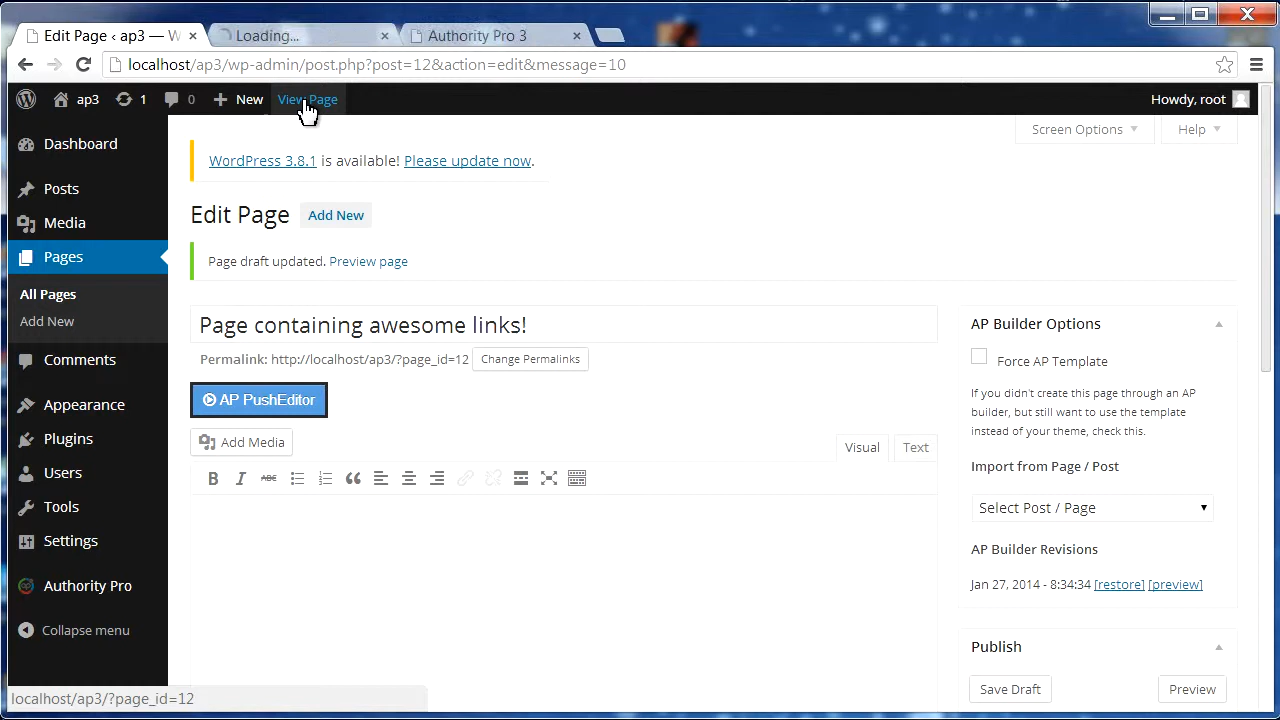 Edit Page ‹ ap3 — W
Loading...
Authority Pro 3
localhost/ap3/wp-admin/post.php?post=12&action=edit&message=10
ap3
1
0
New
View Page
Howdy, root
Screen Options
Help
Dashboard
Posts
Media
Pages
All Pages
Add New
Comments
Appearance
Plugins
Users
Tools
Settings
Authority Pro
Collapse menu
WordPress 3.8.1 is available! Please update now.
Edit Page
Add New
Page draft updated. Preview page
Page containing awesome links!
Permalink: http://localhost/ap3/?page_id=12
Change Permalinks
AP PushEditor
Add Media
Visual
Text
B
I
ABC
AP Builder Options
Force AP Template
If you didn't create this page through an AP
builder, but still want to use the template
instead of your theme, check this.
Import from Page / Post
Select Post / Page
AP Builder Revisions
Jan 27, 2014 - 8:34:34 [restore] [preview]
Publish
Save Draft
Preview
localhost/ap3/?page_id=12